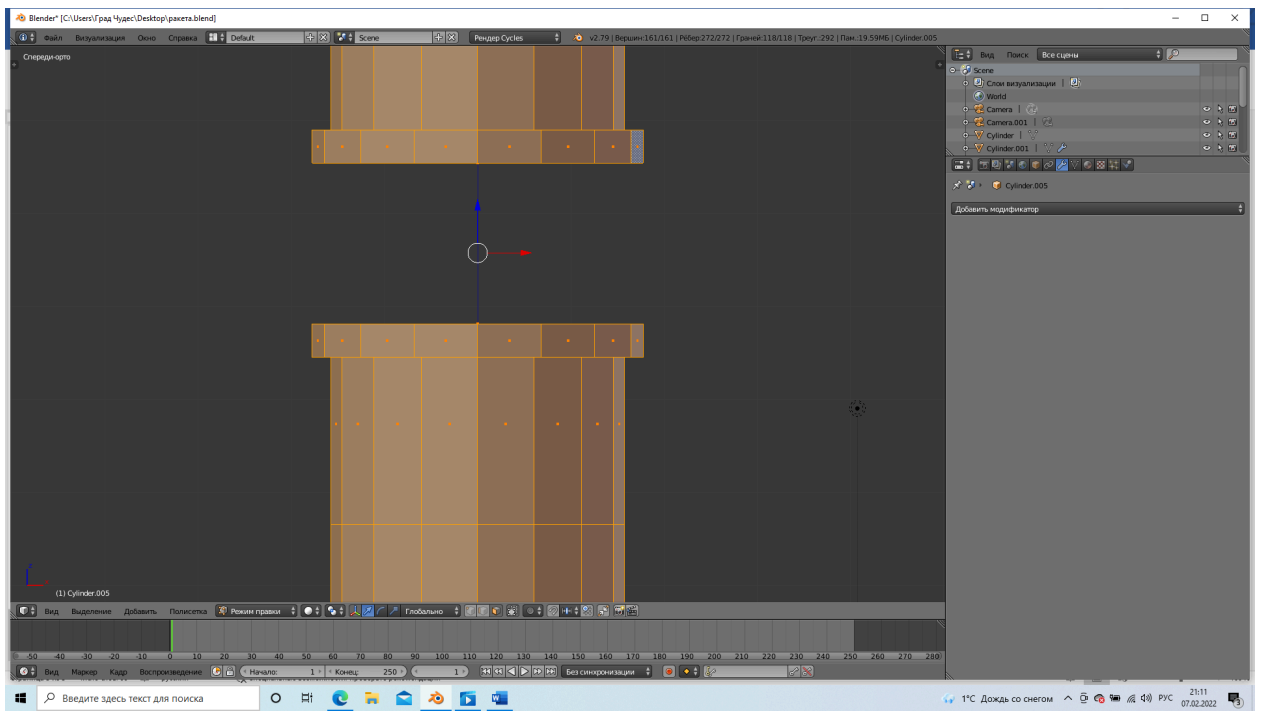 Blender* [C:\Users\Град Чудес\Desktop\ракета.blend]
Файл Визуализация Окно Справка Default Scene Рендер Cycles v2.79 | Вершин:161/161 | Рёбер:272/272 | Граней:118/118 | Треуг.:292 | Пам.:19.59МБ | Cylinder.005
Спереди-орто
Вид Поиск Все сцены
Scene
Слои визуализации
World
Camera
Camera.001
Cylinder
Cylinder.001
Cylinder.005
Добавить модификатор
(1) Cylinder.005
Вид Выделение Добавить Полисетка Режим правки Глобально
-50 -40 -30 -20 -10 0 10 20 30 40 50 60 70 80 90 100 110 120 130 140 150 160 170 180 190 200 210 220 230 240 250 260 270 280
Вид Маркер Кадр Воспроизведение Начало: 1 Конец: 250 1 Без синхронизации
Введите здесь текст для поиска
1°C Дождь со снегом РУС 21:11
07.02.2022